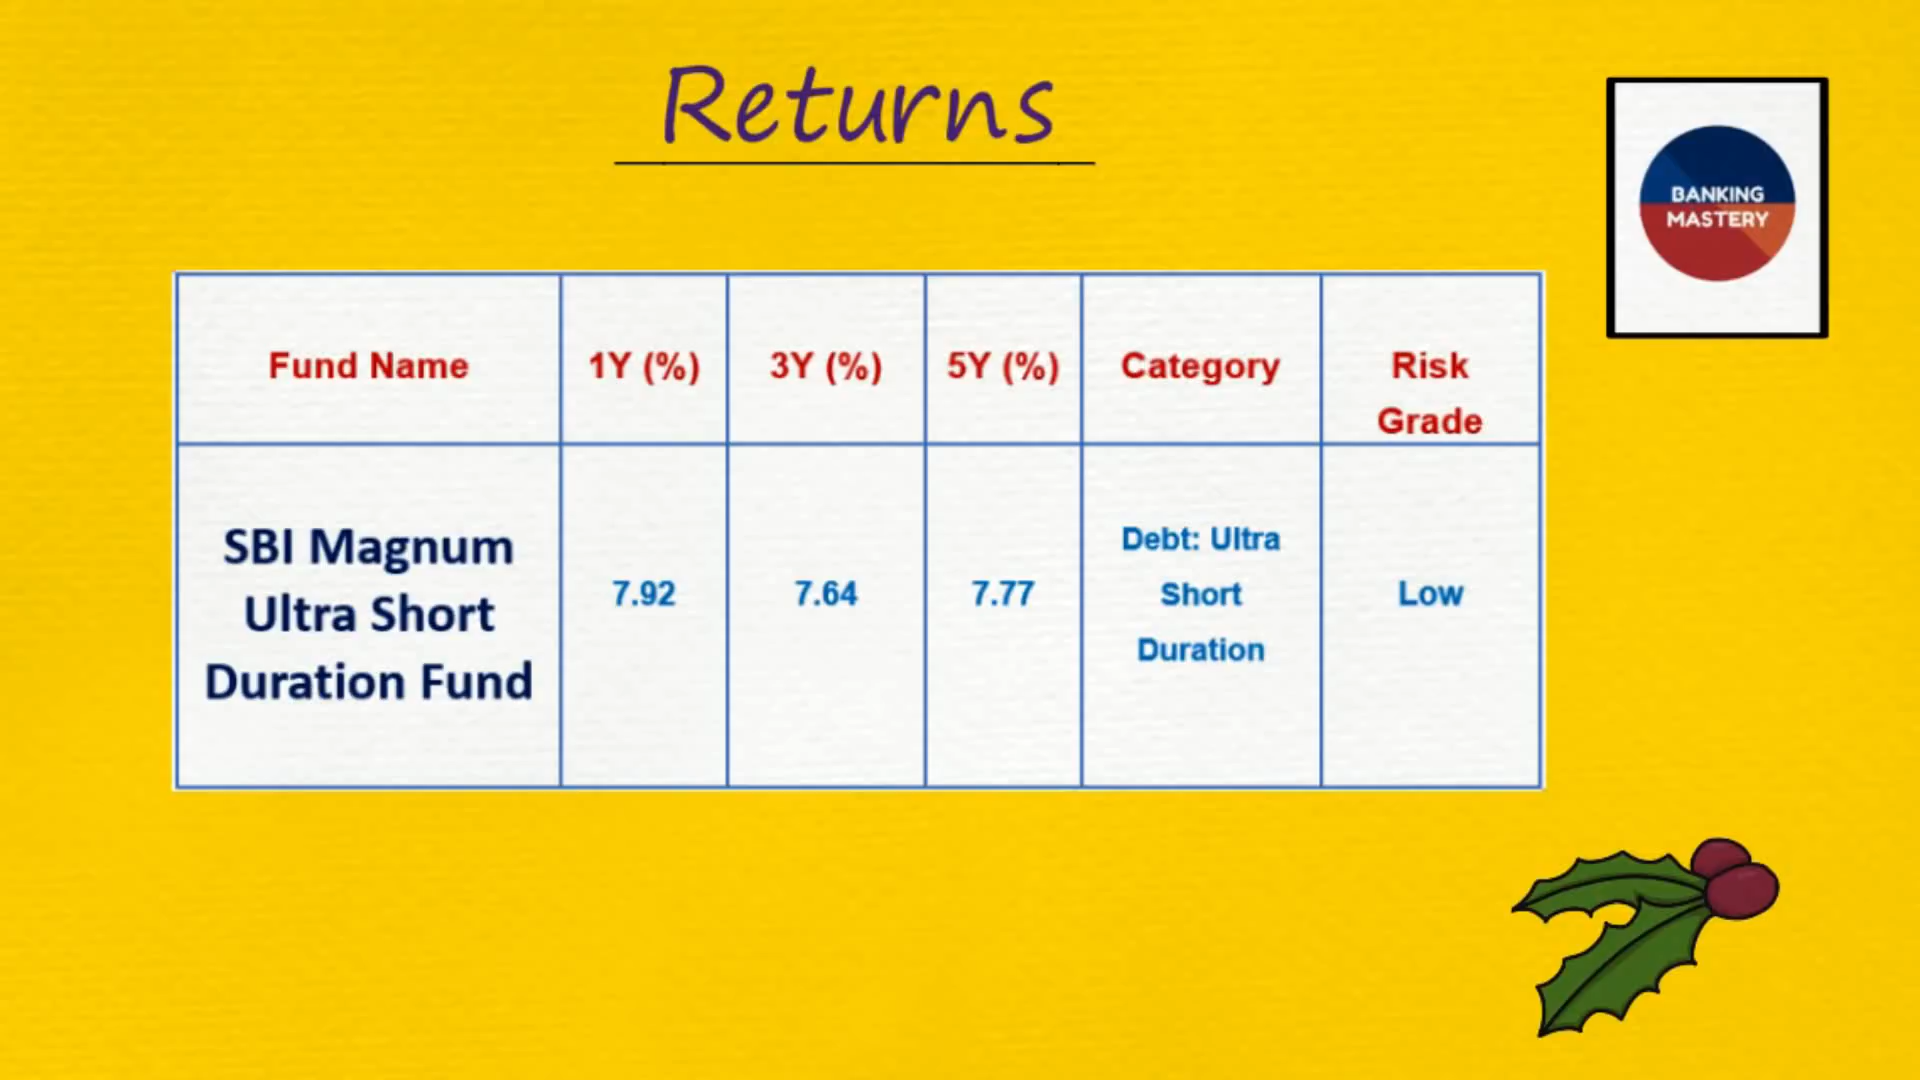 Returns
BANKING
MASTERY
Fund Name 1Y (%) 3Y (%) 5Y (%) Category Risk
Grade
SBI Magnum
Ultra Short
Duration Fund
7.92 7.64 7.77
Debt: Ultra
Short
Duration
Low